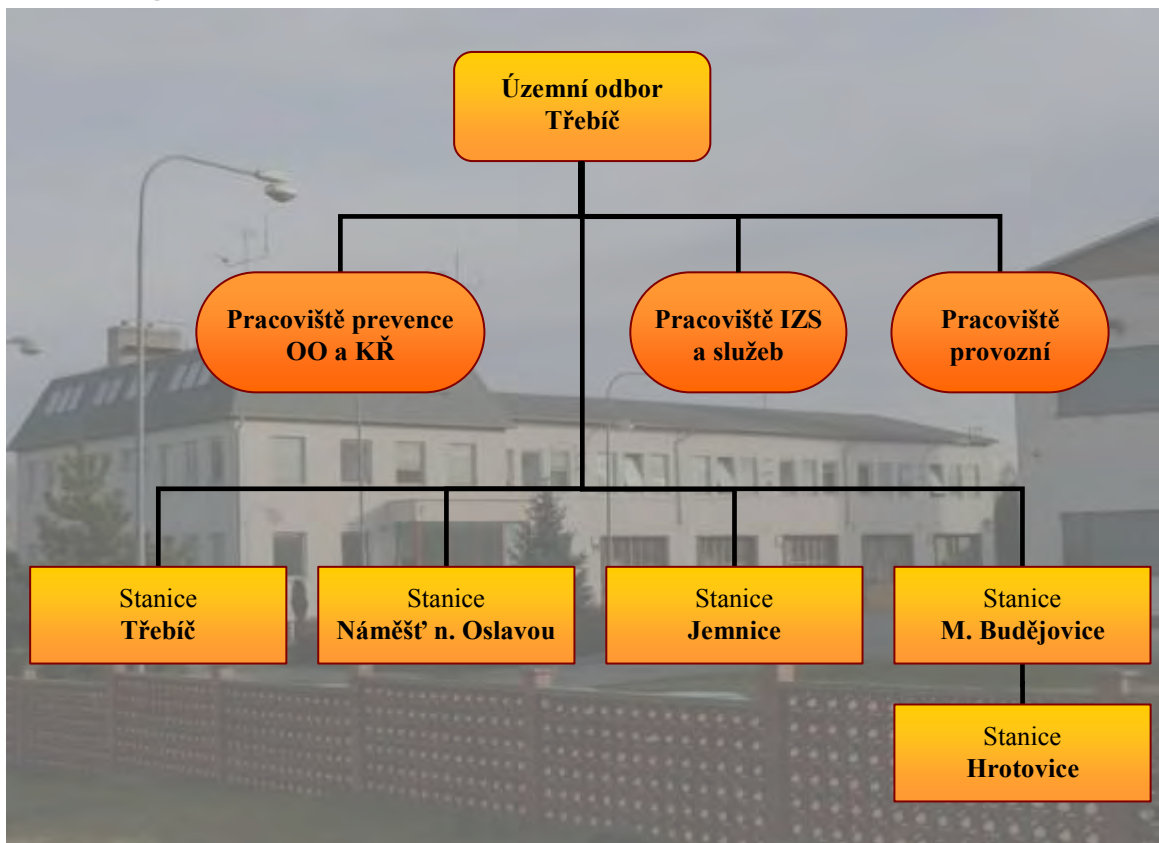 Územní odbor
Třebíč
Pracoviště prevence
OO a KŘ
Pracoviště IZS
a služeb
Pracoviště
provozní
Stanice
Třebíč
Stanice
Náměšť n. Oslavou
Stanice
Jemnice
Stanice
M. Budějovice
Stanice
Hrotovice